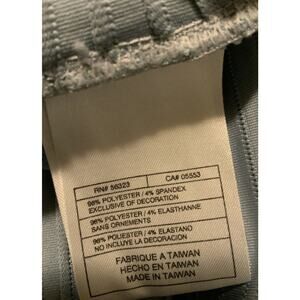 RN# 56323 CA# 05553
96% POLYESTER / 4% SPANDEX
EXCLUSIVE OF DECORATION
96% POLYESTER / 4% ELASTHANNE
SANS ORNEMENTS
96% POLIESTER / 4% ELASTANO
NO INCLUYE LA DECORACIÓN
FABRIQUE A TAIWAN
HECHO EN TAIWAN
MADE IN TAIWAN